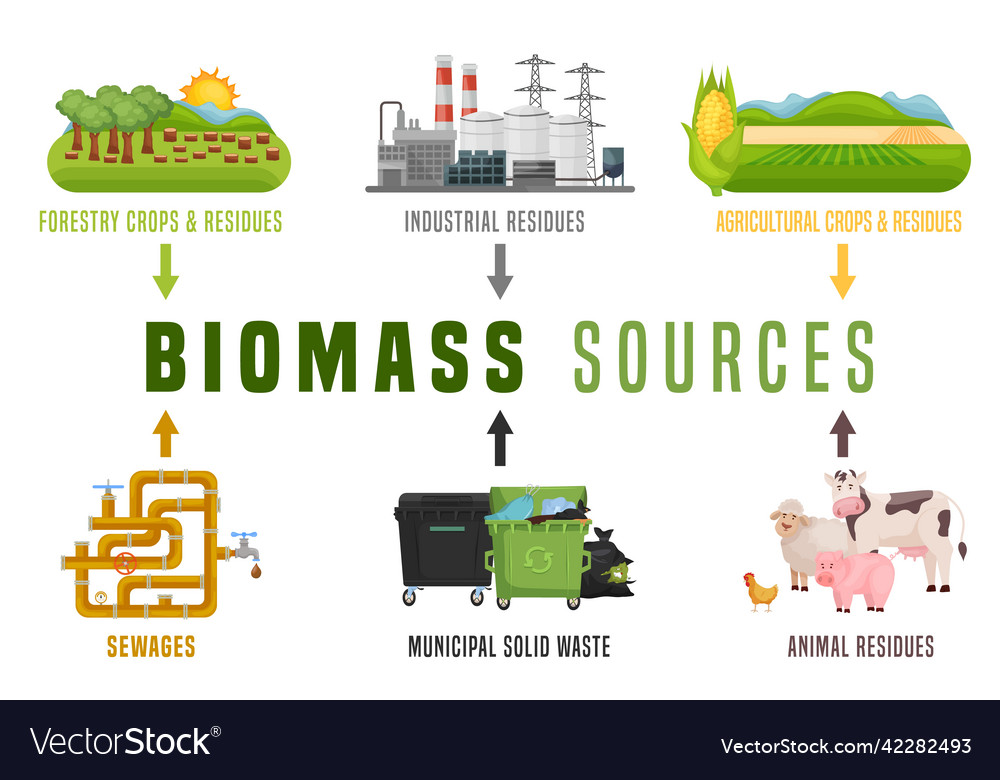 FORESTRY CROPS & RESIDUES
INDUSTRIAL RESIDUES
AGRICULTURAL CROPS & RESIDUES
BIOMASS SOURCES
SEWAGES
MUNICIPAL SOLID WASTE
ANIMAL RESIDUES
VectorStock®
VectorStock.com/42282493